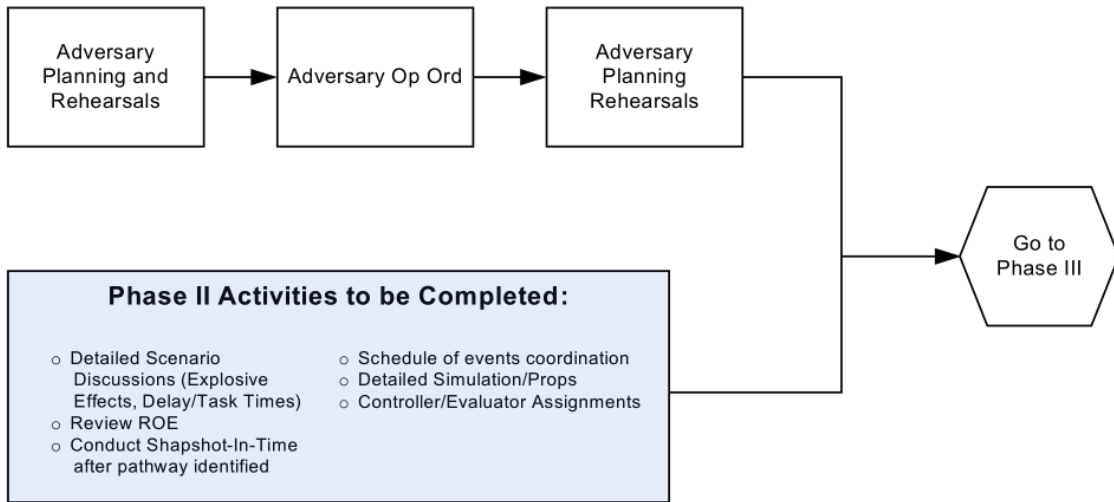 Adversary
Planning and
Rehearsals
Adversary Op Ord
Adversary
Planning
Rehearsals
Go to
Phase III
Phase II Activities to be Completed:
○ Detailed Scenario
Discussions (Explosive
Effects, Delay/Task Times)
○ Review ROE
○ Conduct Shapshot-In-Time
after pathway identified
○ Schedule of events coordination
○ Detailed Simulation/Props
○ Controller/Evaluator Assignments